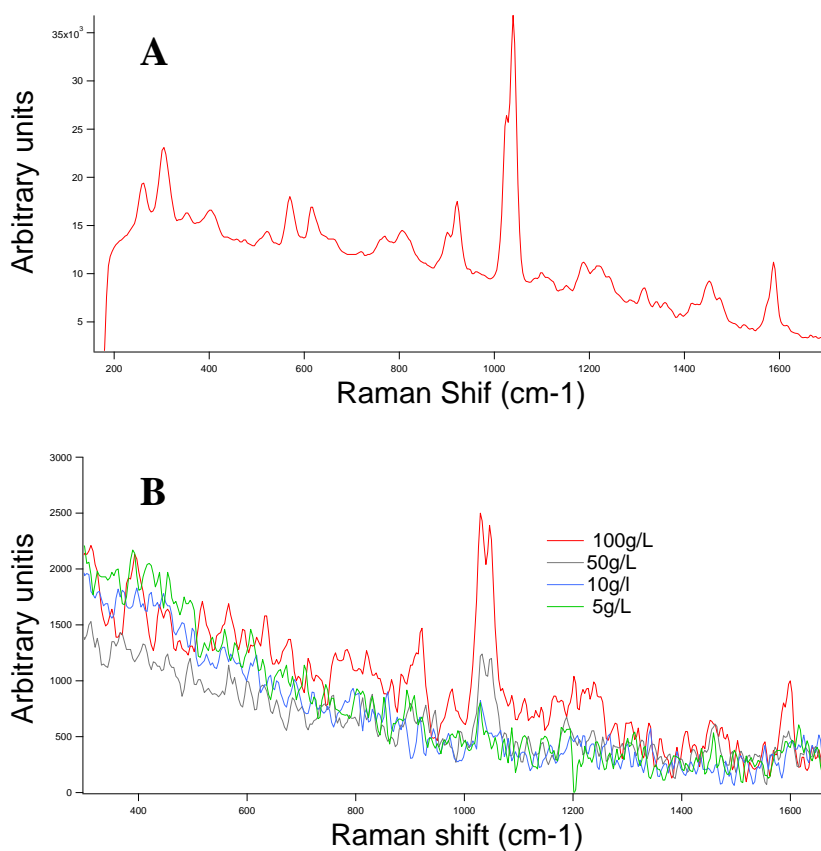 A
35x10³
30
25
20
15
10
5
Arbitrary units
200 400 600 800 1000 1200 1400 1600
Raman Shif (cm-1)
B
3000
2500
2000
1500
1000
500
0
Arbitrary unitis
100g/L
50g/L
10g/l
5g/L
400 600 800 1000 1200 1400 1600
Raman shift (cm-1)